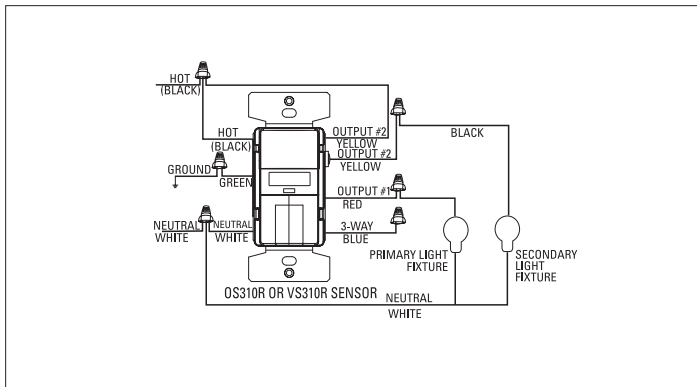 HOT
(BLACK)
HOT
(BLACK)
GROUND
GREEN
NEUTRAL
WHITE
NEUTRAL
WHITE
OUTPUT #2
YELLOW
OUTPUT #2
YELLOW
OUTPUT #1
RED
3-WAY
BLUE
BLACK
PRIMARY LIGHT
FIXTURE
SECONDARY
LIGHT
FIXTURE
OS310R OR VS310R SENSOR
NEUTRAL
WHITE